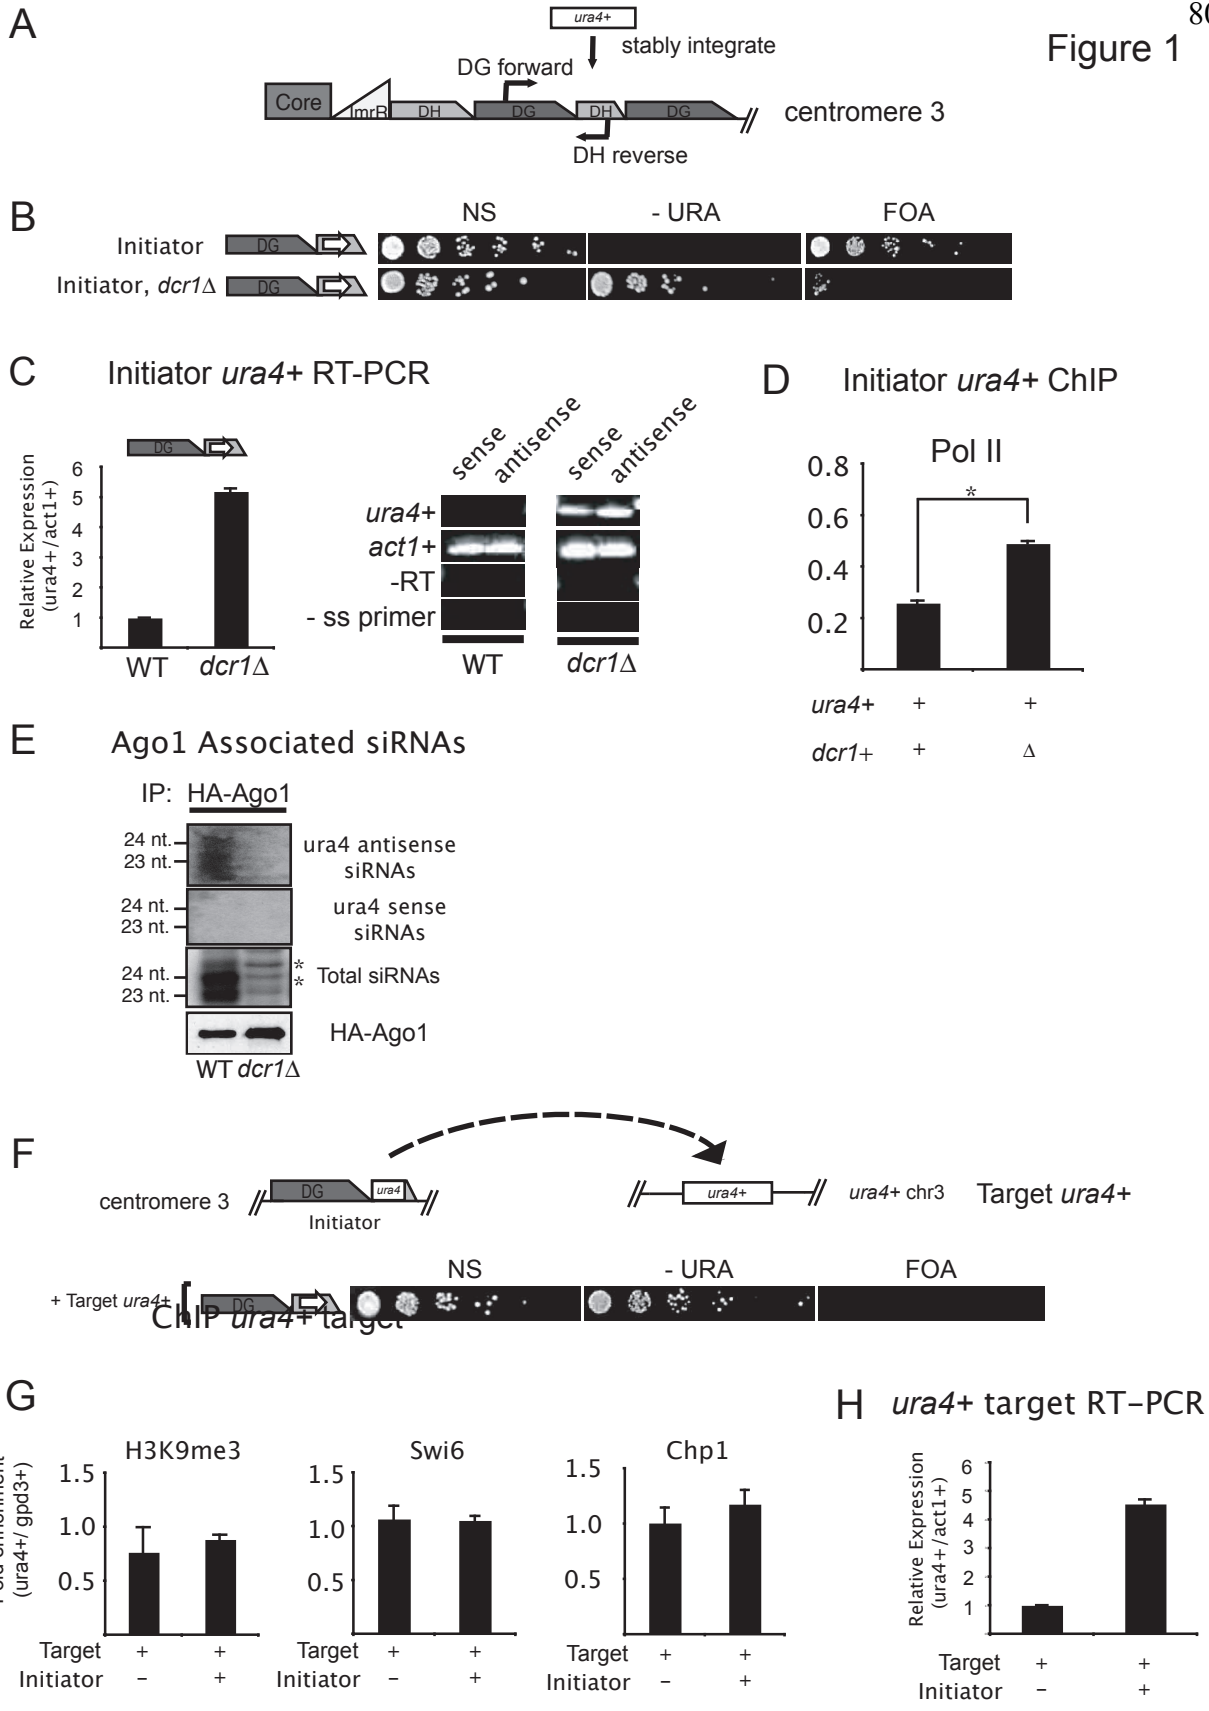 80
A
ura4+
stably integrate
Figure 1
DG forward
Core
ImrR
DH
DG
DH
DG
centromere 3
DH reverse
B
NS
- URA
FOA
Initiator
DG
Initiator, dcr1Δ
DG
C
Initiator ura4+ RT-PCR
DG
Relative Expression
(ura4+/act1+)
6
5
4
3
2
1
WT
dcr1Δ
sense
antisense
sense
antisense
ura4+
act1+
-RT
- ss primer
WT
dcr1Δ
D
Initiator ura4+ ChIP
Pol II
0.8
0.6
0.4
0.2
*
ura4+ + +
dcr1+ + Δ
E
Ago1 Associated siRNAs
IP: HA-Ago1
24 nt.
23 nt.
ura4 antisense
siRNAs
24 nt.
23 nt.
ura4 sense
siRNAs
24 nt.
23 nt.
*
*
Total siRNAs
HA-Ago1
WT dcr1Δ
F
centromere 3
DG
ura4
Initiator
ura4+
ura4+ chr3
Target ura4+
NS
- URA
FOA
+ Target ura4+
DG
ChIP ura4+ target
G
(ura4+/gpd3+)
H3K9me3
1.5
1.0
0.5
Target + +
Initiator – +
Swi6
1.5
1.0
0.5
Target + +
Initiator – +
Chp1
1.5
1.0
0.5
Target + +
Initiator – +
H
ura4+ target RT-PCR
Relative Expression
(ura4+/act1+)
6
5
4
3
2
1
Target + +
Initiator – +